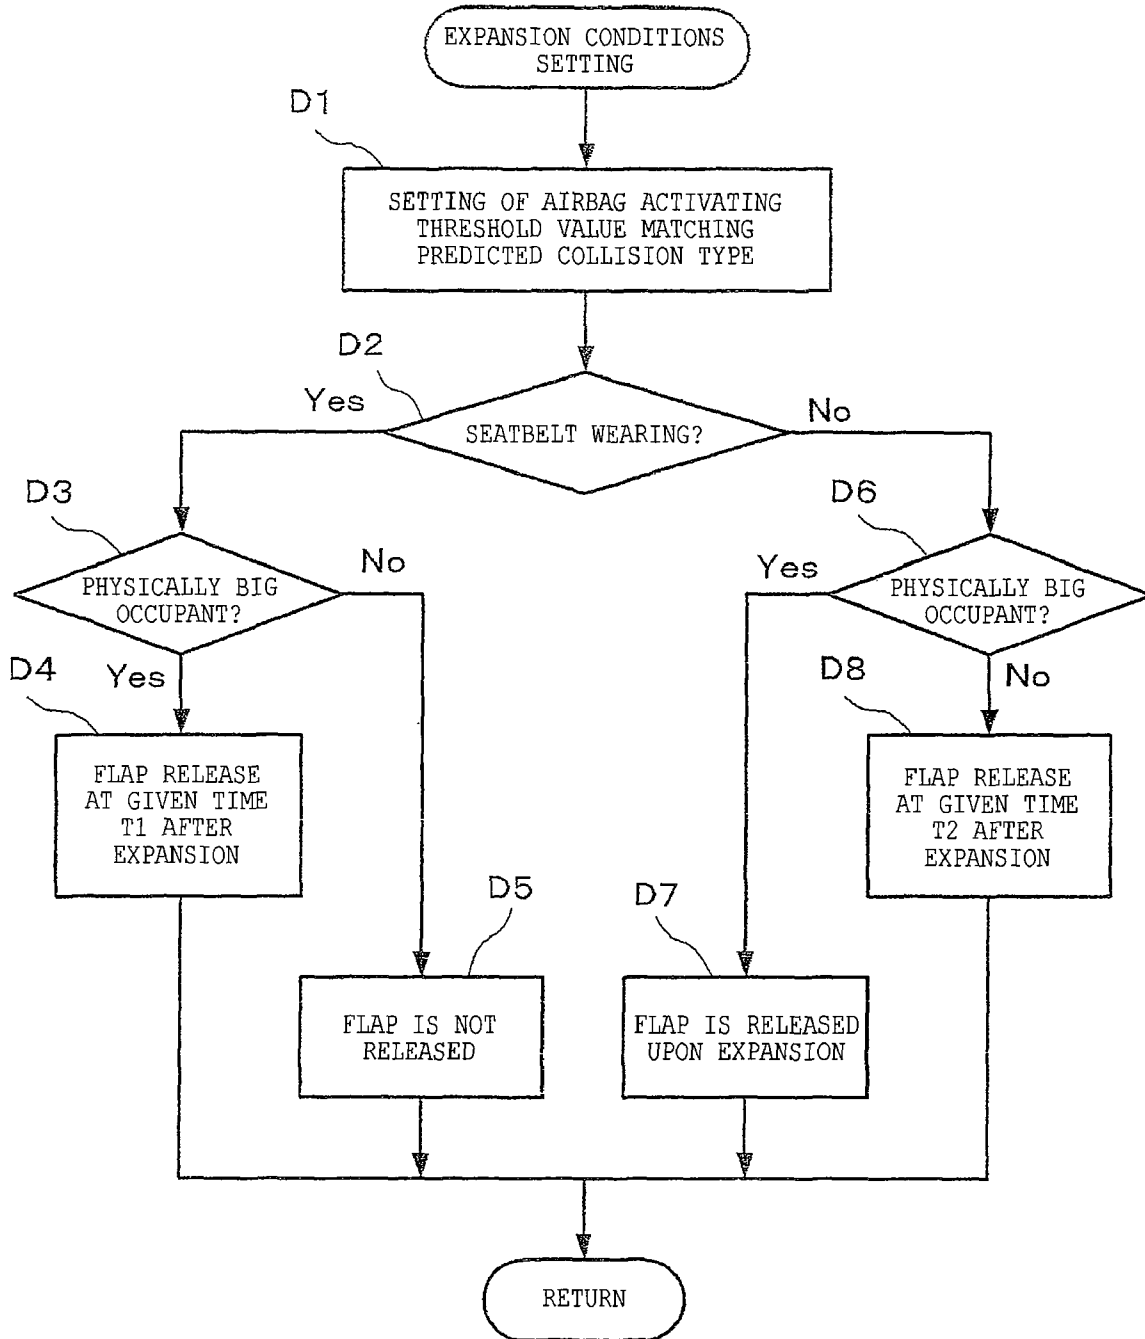 EXPANSION CONDITIONS
SETTING
D1
SETTING OF AIRBAG ACTIVATING
THRESHOLD VALUE MATCHING
PREDICTED COLLISION TYPE
D2
Yes
SEATBELT WEARING?
No
D3
PHYSICALLY BIG
OCCUPANT?
No
Yes
D6
Yes
PHYSICALLY BIG
OCCUPANT?
No
D4
FLAP RELEASE
AT GIVEN TIME
T1 AFTER
EXPANSION
D8
FLAP RELEASE
AT GIVEN TIME
T2 AFTER
EXPANSION
D5
FLAP IS NOT
RELEASED
D7
FLAP IS RELEASED
UPON EXPANSION
RETURN